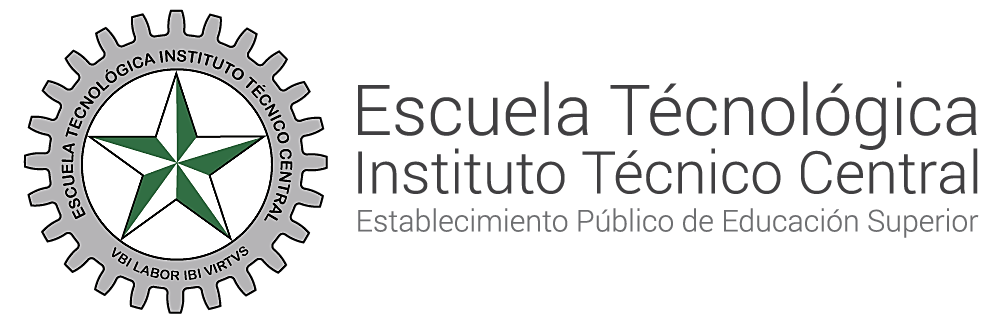 ESCUELA TECNOLÓGICA INSTITUTO TÉCNICO CENTRAL
VBI LABOR IBI VIRTVS
Escuela Técnológica
Instituto Técnico Central
Establecimiento Público de Educación Superior